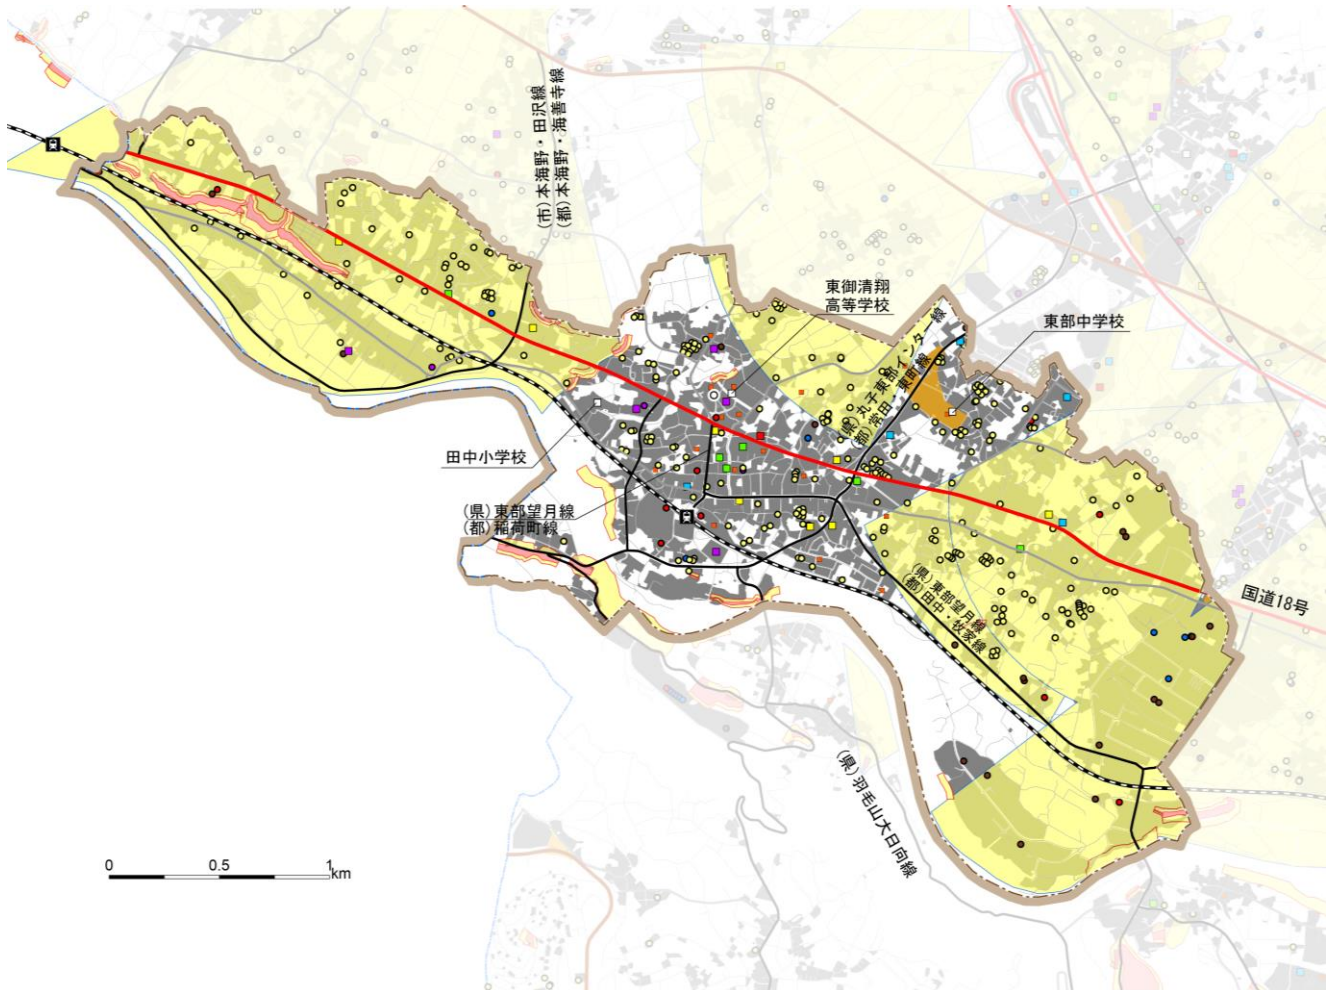 (市)本海野・田沢線
(都)本海野・海善寺線
東御清翔
高等学校
東部中学校
(県)丸子東部インター線
(都)常田・東町線
田中小学校
(県)東部望月線
(都)稲荷町線
(県)東部望月線
(都)田中・牧家線
国道18号
(県)羽毛山大日向線
0 0.5 1
km